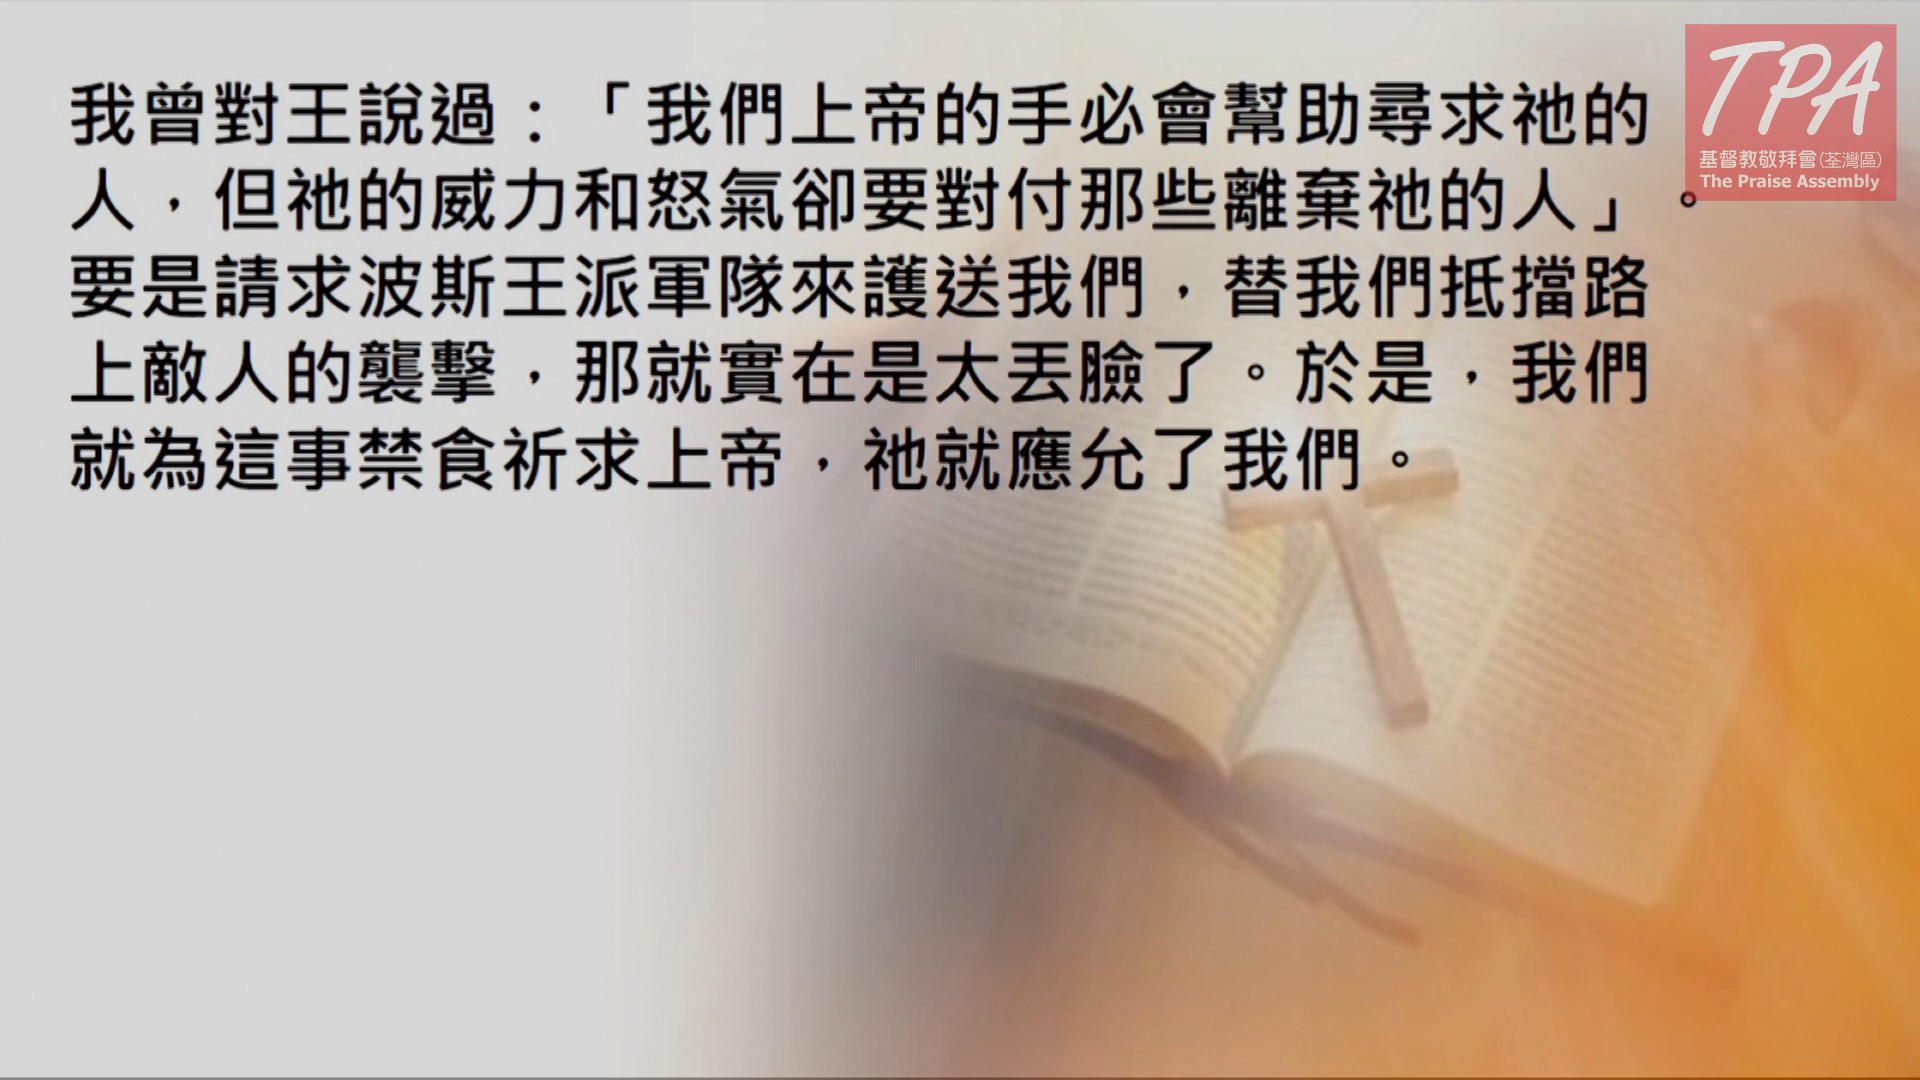 我曾對王說過：「我們上帝的手必會幫助尋求祂的
人，但祂的威力和怒氣卻要對付那些離棄祂的人」。
要是請求波斯王派軍隊來護送我們，替我們抵擋路
上敵人的襲擊，那就實在是太丟臉了。於是，我們
就為這事禁食祈求上帝，祂就應允了我們。
TPA
基督教敬拜會(荃灣區)
The Praise Assembly